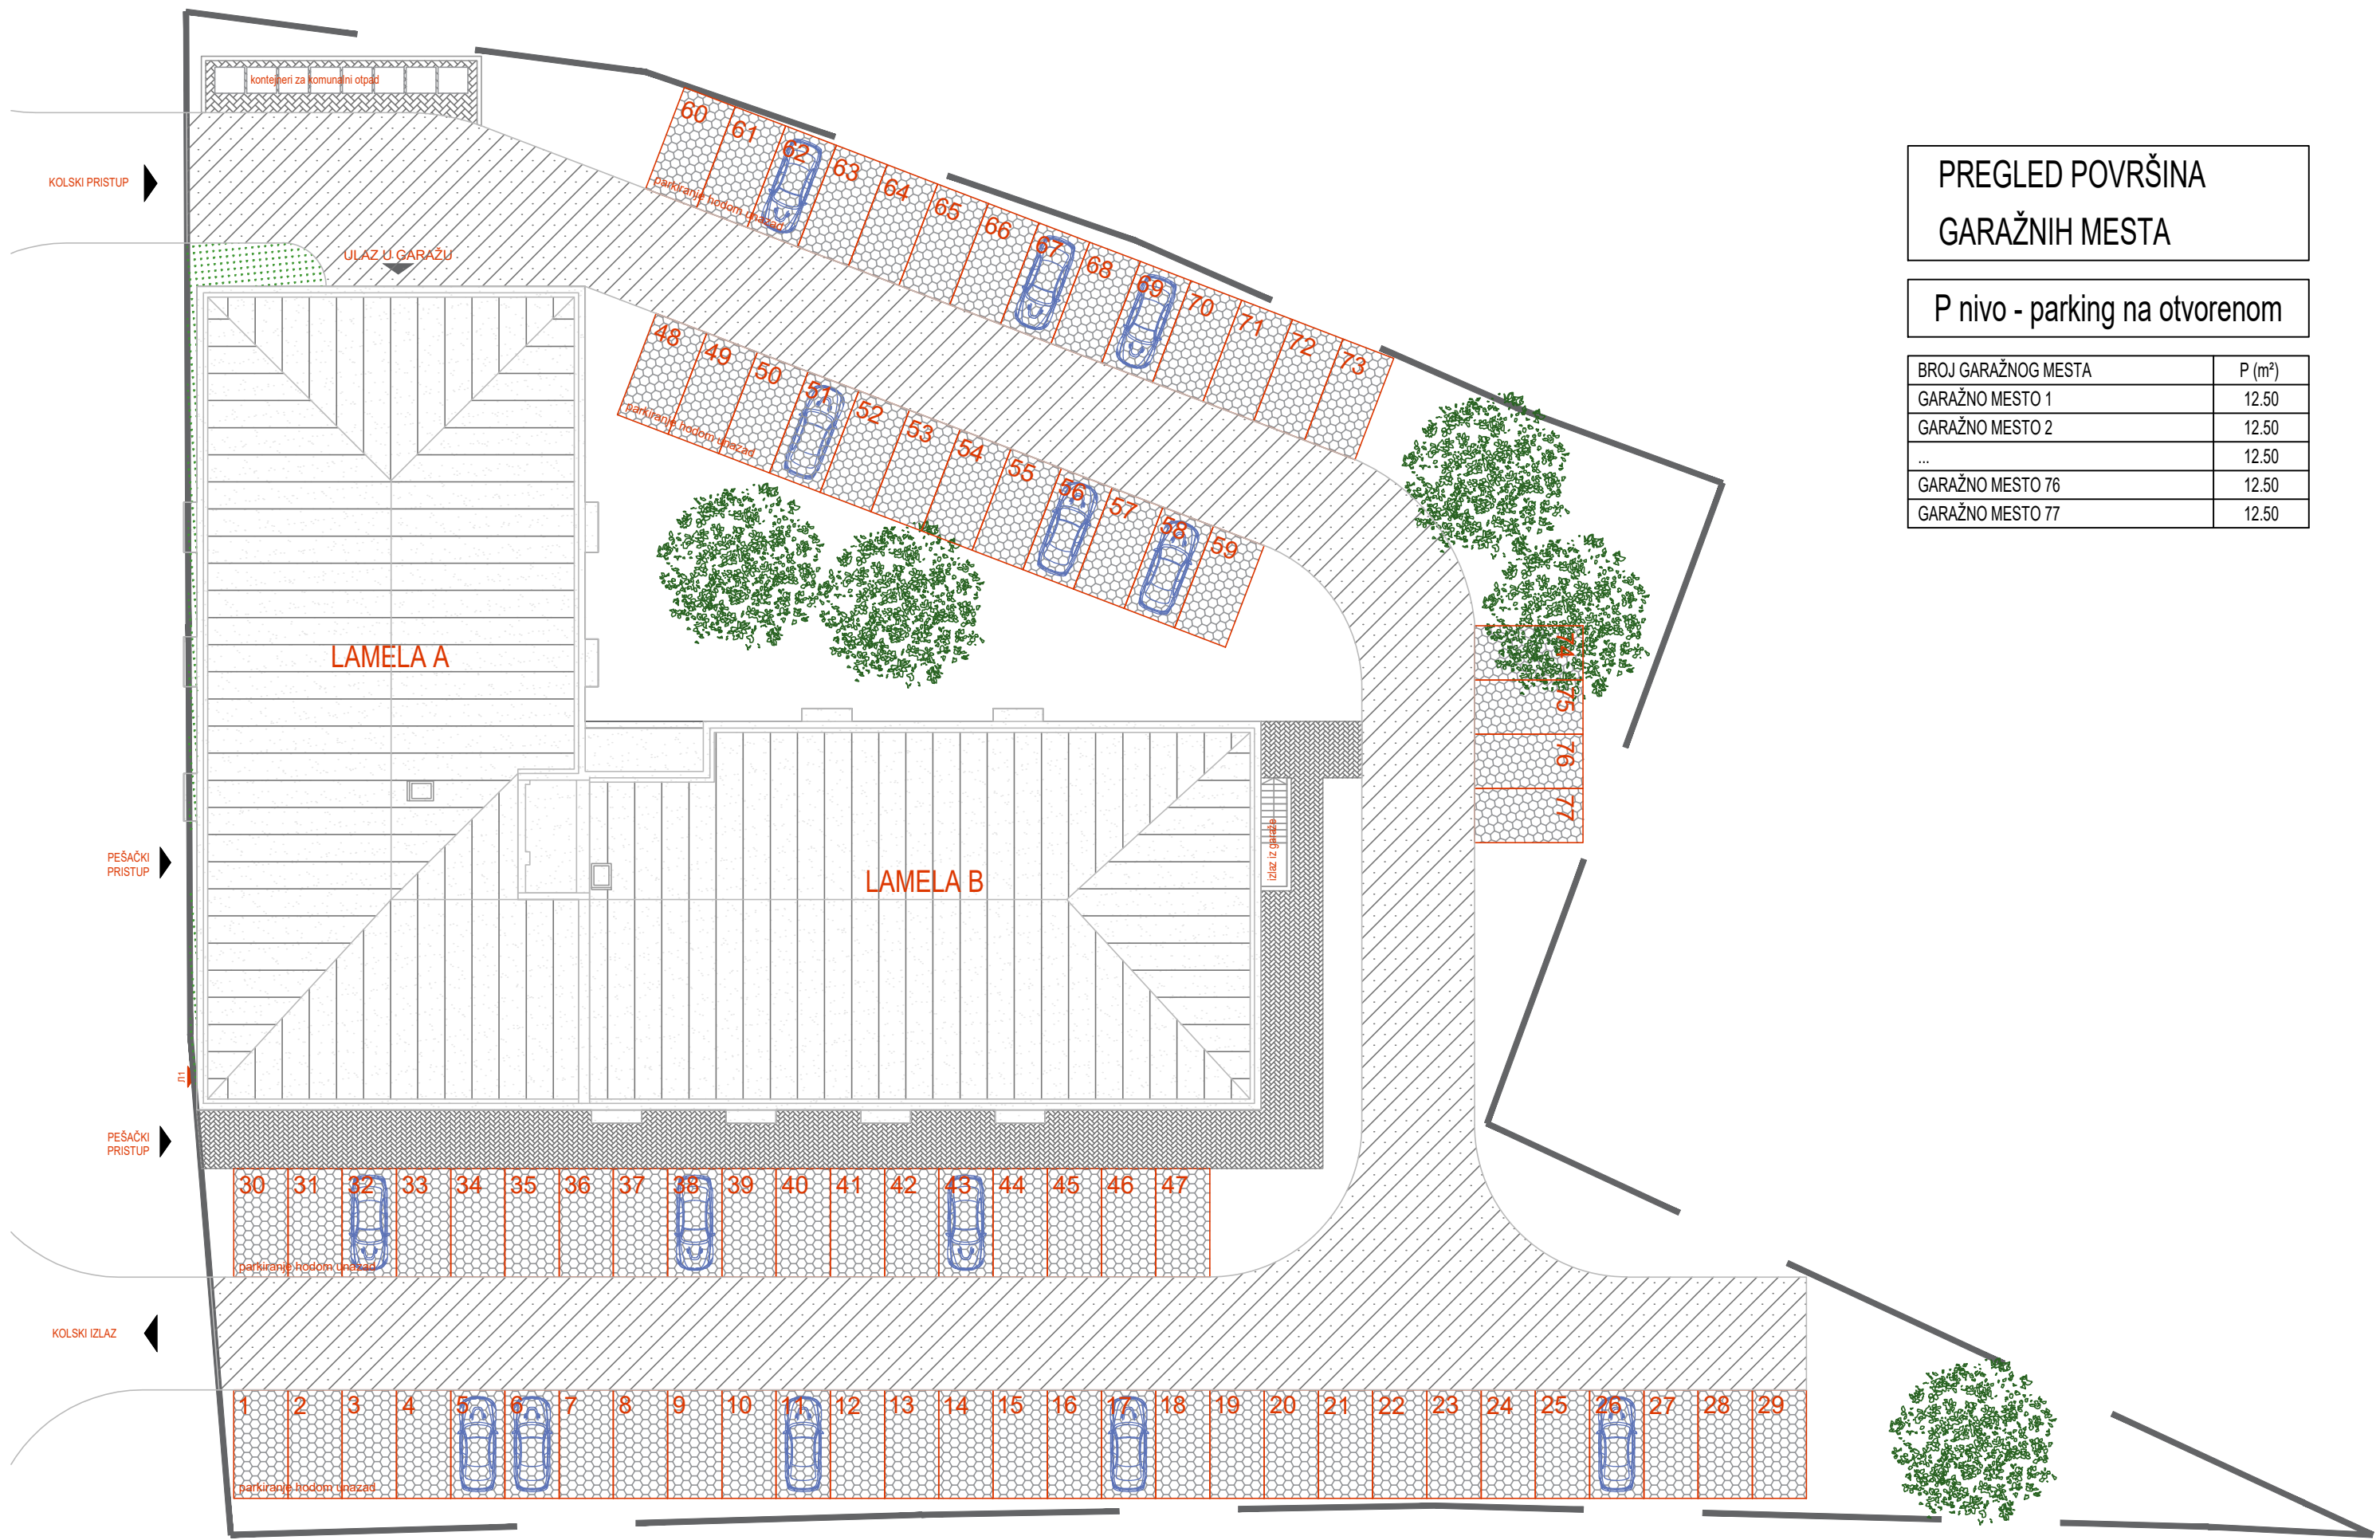 kontejneri za komunalni otpad
KOLSKI PRISTUP
ULAZ U GARAŽU
60
61
62
63
64
65
66
67
68
69
70
71
72
73
parkiranje hodom unazad
48
49
50
51
52
53
54
55
56
57
58
59
parkiranje hodom unazad
PREGLED POVRŠINA
GARAŽNIH MESTA
P nivo - parking na otvorenom
BROJ GARAŽNOG MESTA P (m²)
GARAŽNO MESTO 1 12.50
GARAŽNO MESTO 2 12.50
... 12.50
GARAŽNO MESTO 76 12.50
GARAŽNO MESTO 77 12.50
LAMELA A
74
75
76
77
PEŠAČKI
PRISTUP
LAMELA B
izlaz iz garaže
PEŠAČKI
PRISTUP
30 31 32 33 34 35 36 37 38 39 40 41 42 43 44 45 46 47
parkiranje hodom unazad
KOLSKI IZLAZ
1 2 3 4 5 6 7 8 9 10 11 12 13 14 15 16 17 18 19 20 21 22 23 24 25 26 27 28 29
parkiranje hodom unazad